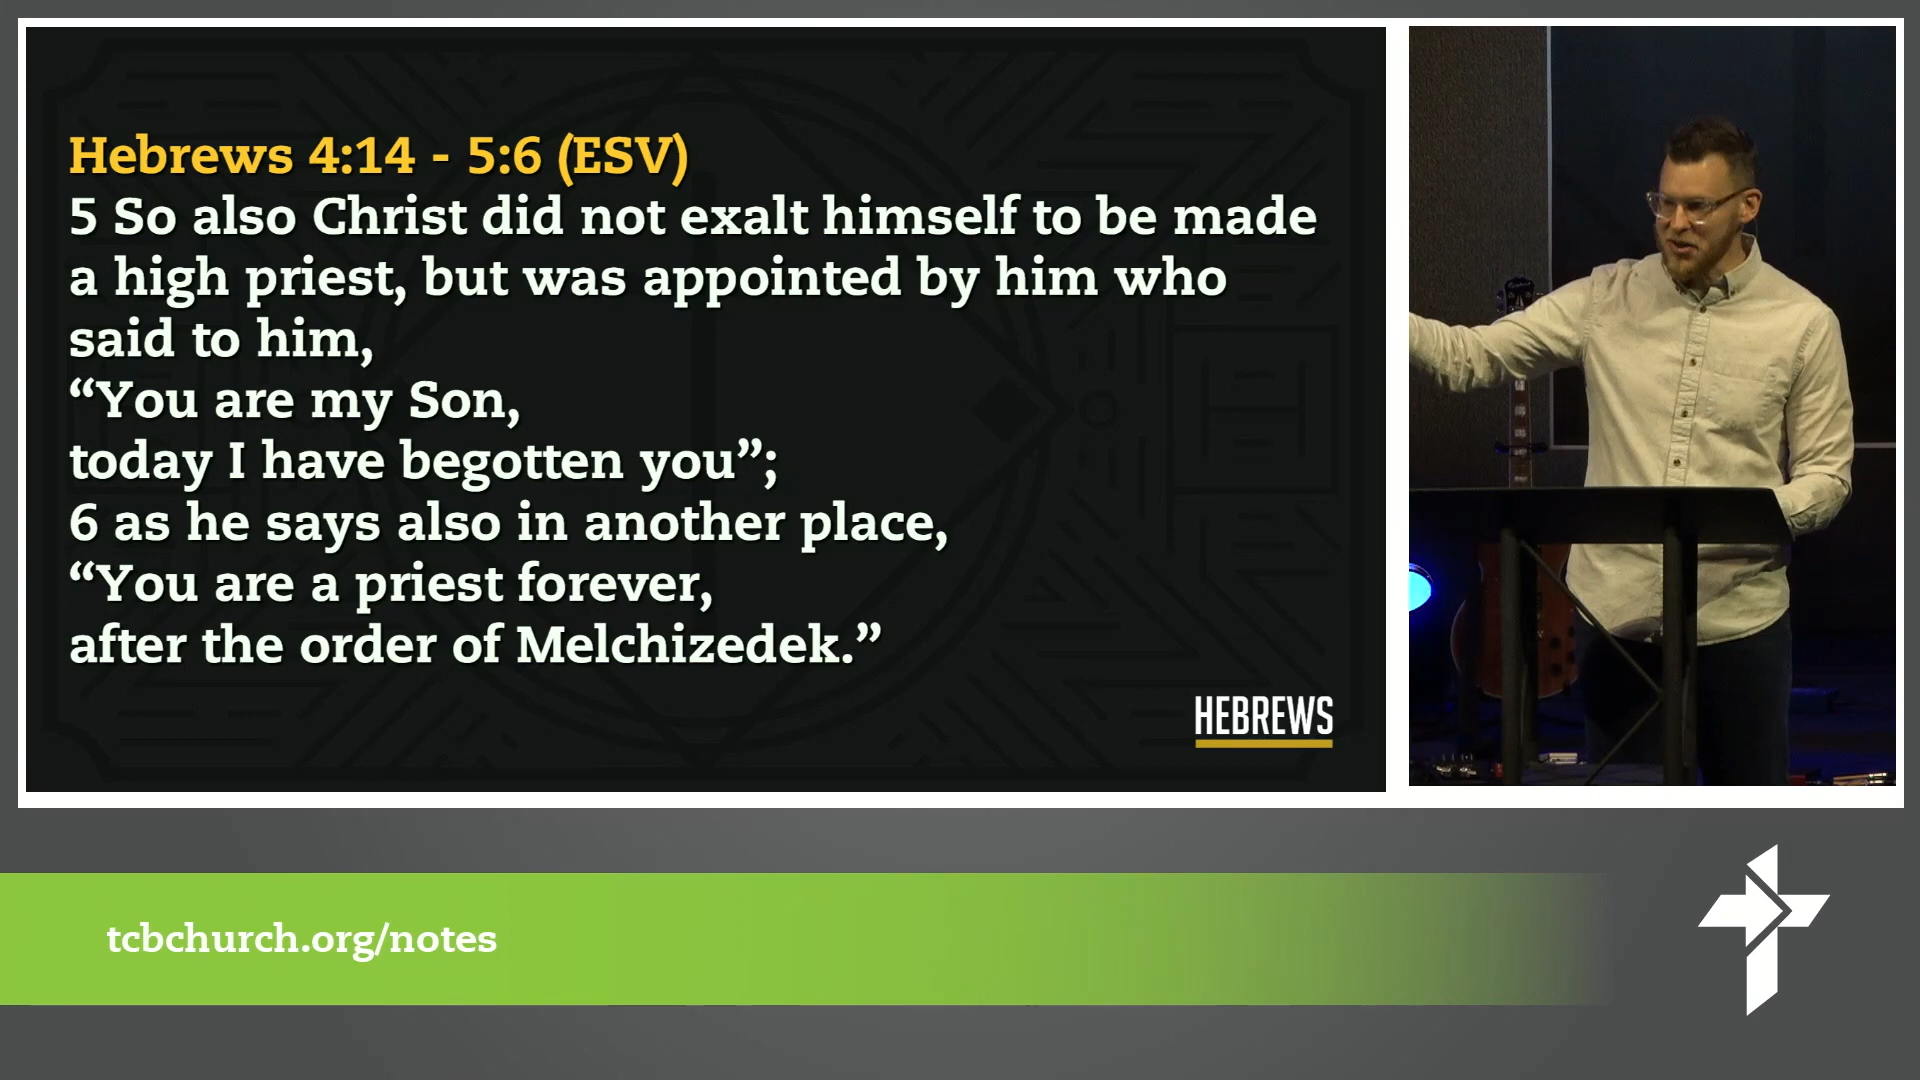 Hebrews 4:14 - 5:6 (ESV)
5 So also Christ did not exalt himself to be made
a high priest, but was appointed by him who
said to him,
“You are my Son,
today I have begotten you”;
6 as he says also in another place,
“You are a priest forever,
after the order of Melchizedek.”
HEBREWS
tcbchurch.org/notes